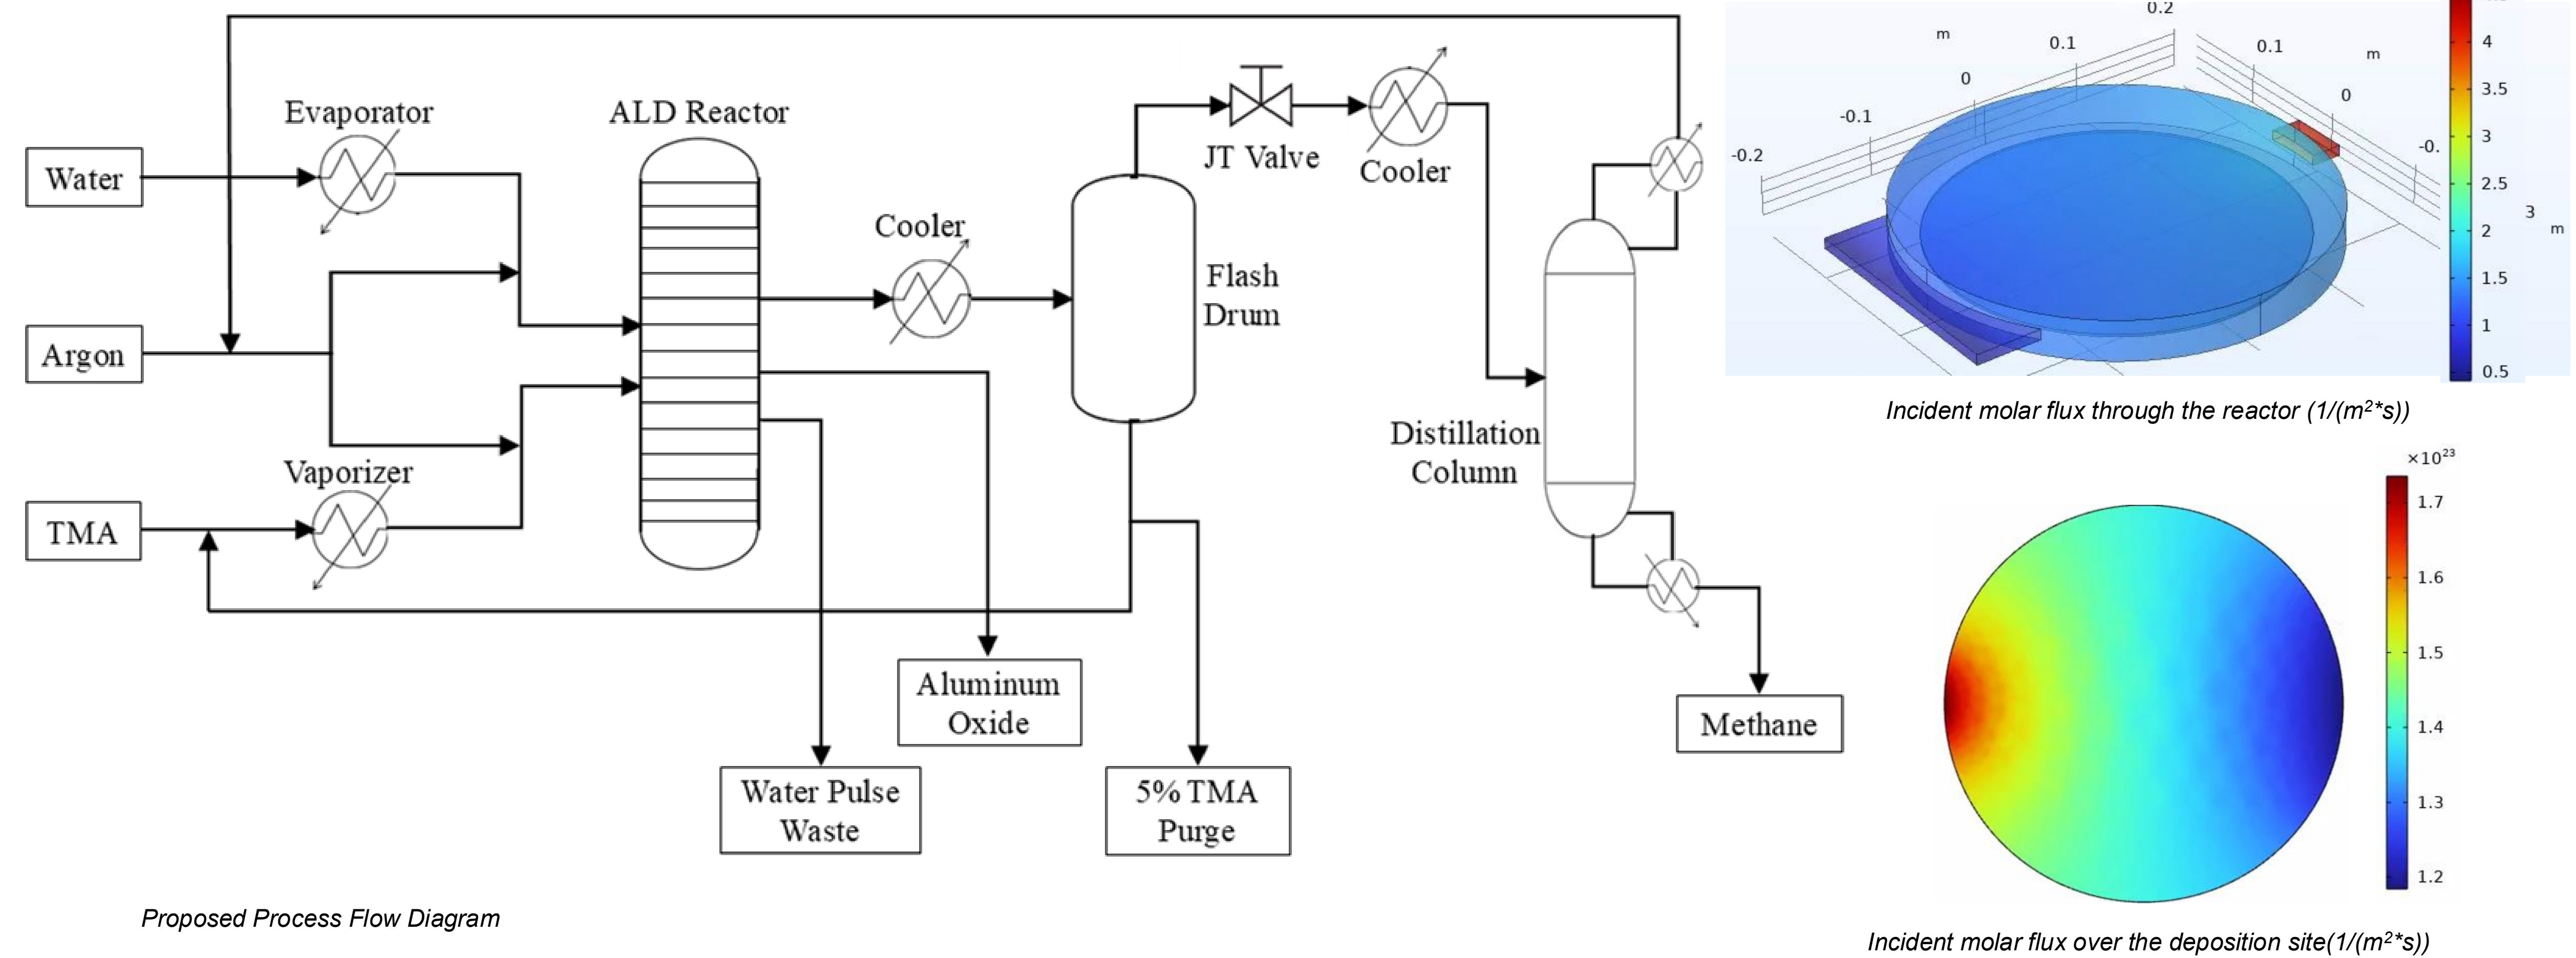 Evaporator
Water
Argon
Vaporizer
TMA
ALD Reactor
Cooler
JT Valve
Cooler
Flash
Drum
Distillation
Column
Aluminum
Oxide
Water Pulse
Waste
5% TMA
Purge
Methane
Proposed Process Flow Diagram
0.2
m
0.1
0
-0.1
-0.2
0.1
m
0
-0.
3
m
4
3.5
3
2.5
2
1.5
1
0.5
Incident molar flux through the reactor (1/(m²*s))
×10²³
1.7
1.6
1.5
1.4
1.3
1.2
Incident molar flux over the deposition site(1/(m²*s))